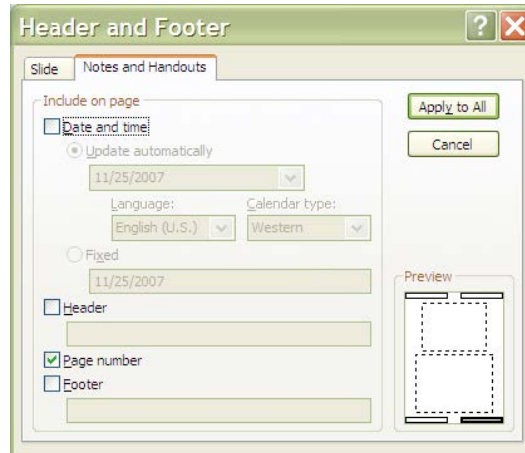 Header and Footer
Slide
Notes and Handouts
Include on page
Date and time
Update automatically
11/25/2007
Language:
Calendar type:
English (U.S.)
Western
Fixed
11/25/2007
Header
Page number
Footer
Apply to All
Cancel
Preview